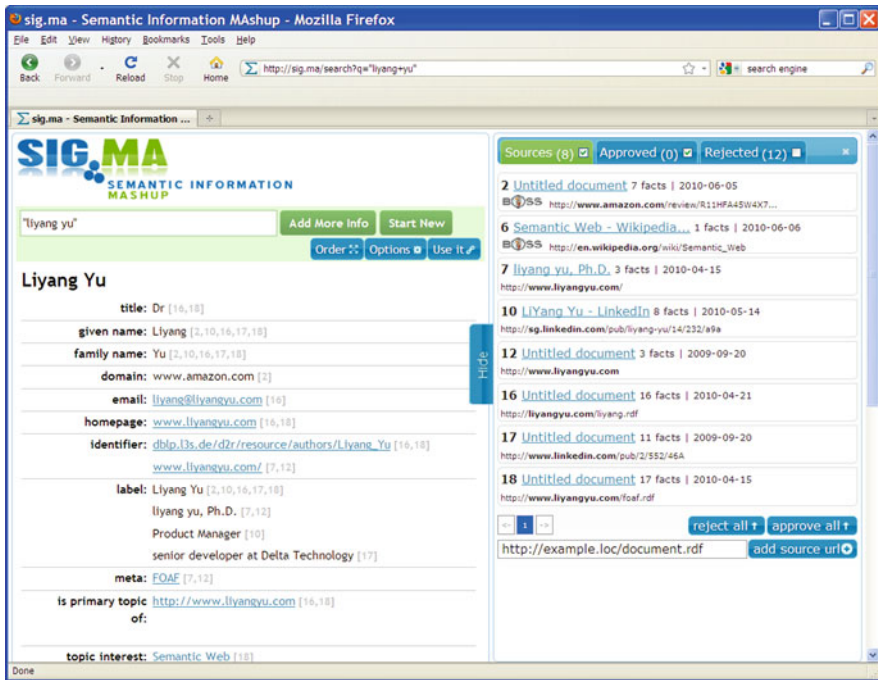 sig.ma - Semantic Information MAshup - Mozilla Firefox
File Edit View History Bookmarks Tools Help
Back Forward Reload Stop Home http://sig.ma/search?q="liyang+yu" search engine
sig.ma - Semantic Information ...
SIG.MA
SEMANTIC INFORMATION
MASHUP
"liyang yu" Add More Info Start New
Order Options Use it
Liyang Yu
title: Dr [16,18]
given name: Liyang [2,10,16,17,18]
family name: Yu [2,10,16,17,18]
domain: www.amazon.com [2]
email: liyang@liyangyu.com [16]
homepage: www.liyangyu.com [16,18]
identifier: dblp.l3s.de/d2r/resource/authors/Liyang_Yu [16,18]
www.liyangyu.com/ [7,12]
label: Liyang Yu [2,10,16,17,18]
liyang yu, Ph.D. [7,12]
Product Manager [10]
senior developer at Delta Technology [17]
meta: FOAF [7,12]
is primary topic http://www.liyangyu.com [16,18]
of:
topic interest: Semantic Web [18]
Hide
Sources (8) Approved (0) Rejected (12) ×
2 Untitled document 7 facts | 2010-06-05
BOSS http://www.amazon.com/review/R11HFA45W4X7...
6 Semantic Web - Wikipedia... 1 facts | 2010-06-06
BOSS http://en.wikipedia.org/wiki/Semantic_Web
7 liyang yu, Ph.D. 3 facts | 2010-04-15
http://www.liyangyu.com/
10 LiYang Yu - LinkedIn 8 facts | 2010-05-14
http://sg.linkedin.com/pub/liyang-yu/14/232/a9a
12 Untitled document 3 facts | 2009-09-20
http://www.liyangyu.com
16 Untitled document 16 facts | 2010-04-21
http://liyangyu.com/liyang.rdf
17 Untitled document 11 facts | 2009-09-20
http://www.linkedin.com/pub/2/552/46A
18 Untitled document 17 facts | 2010-04-15
http://www.liyangyu.com/foaf.rdf
<- 1 -> reject all approve all
http://example.loc/document.rdf add source url
Done